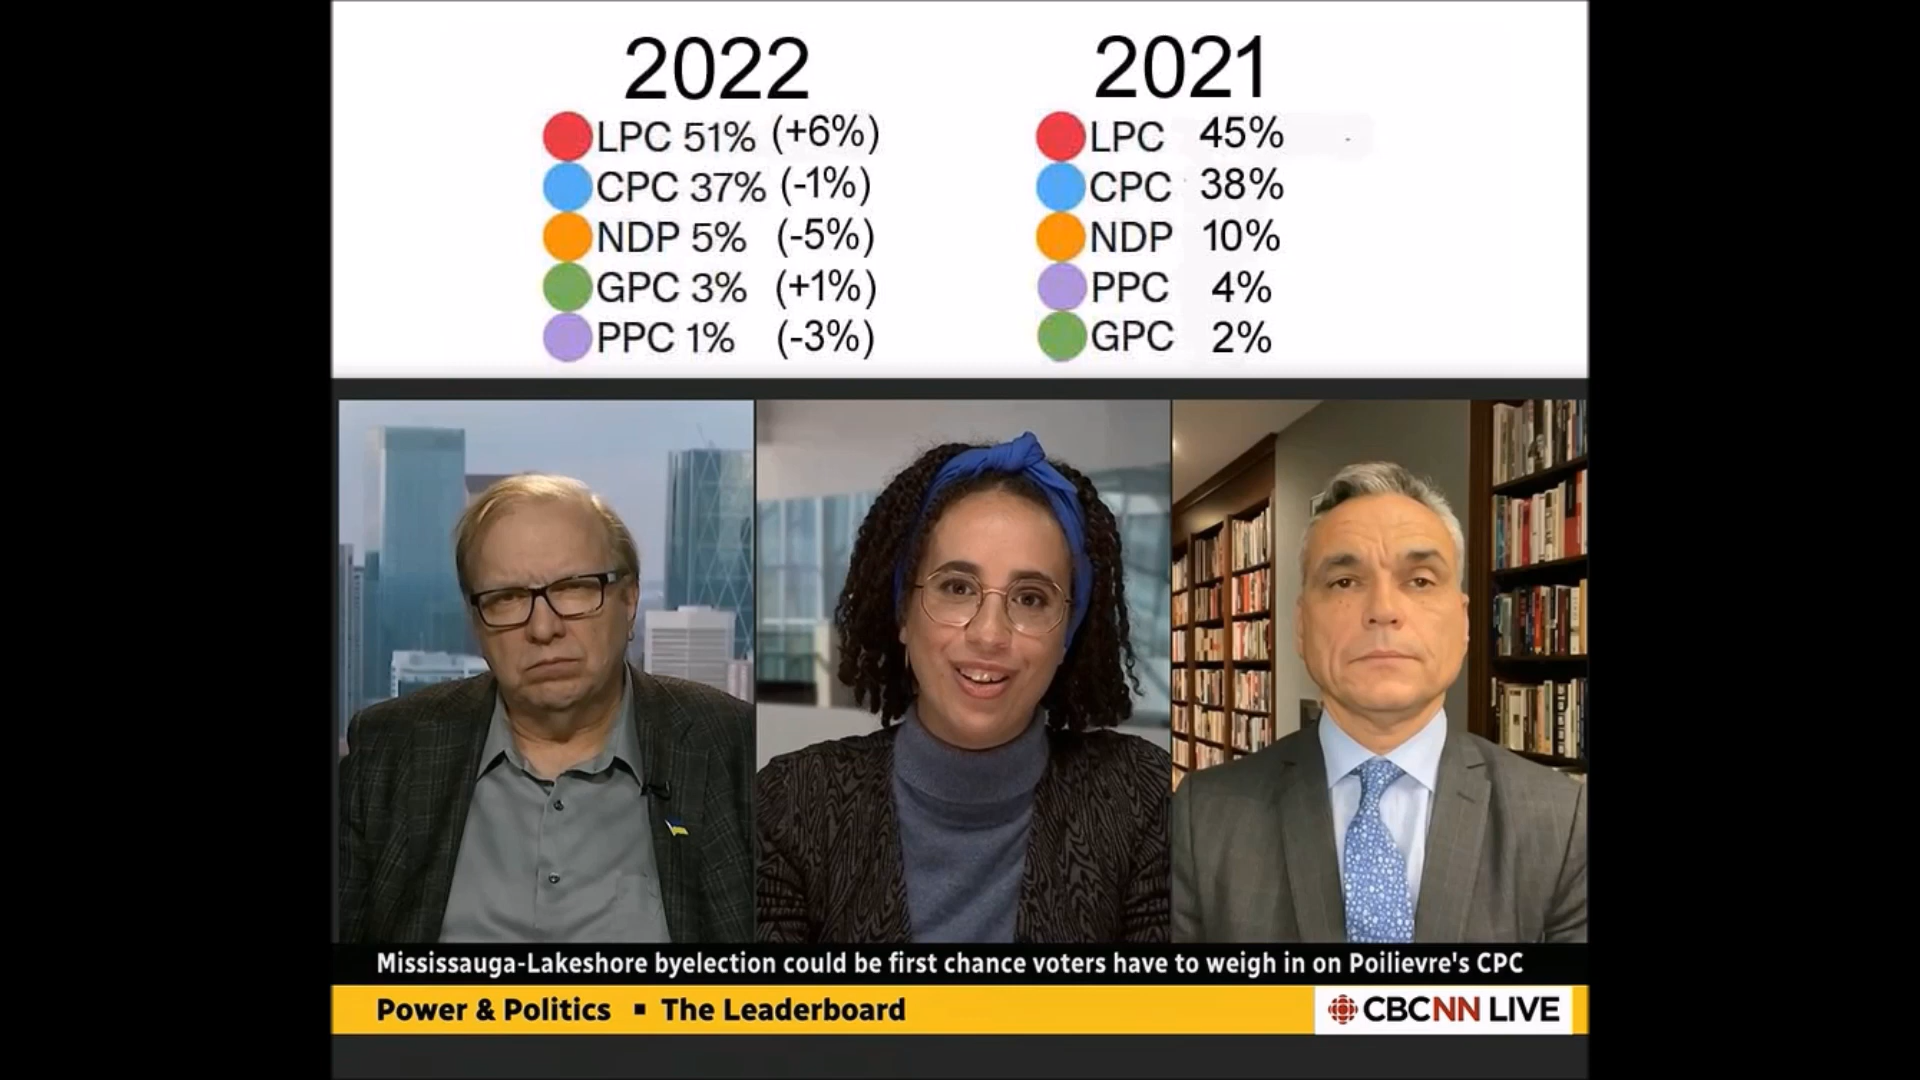 2022
LPC 51% (+6%)
CPC 37% (-1%)
NDP 5% (-5%)
GPC 3% (+1%)
PPC 1% (-3%)
2021
LPC 45%
CPC 38%
NDP 10%
PPC 4%
GPC 2%
Mississauga-Lakeshore byelection could be first chance voters have to weigh in on Poilievre's CPC
Power & Politics ▪ The Leaderboard
CBCNN LIVE